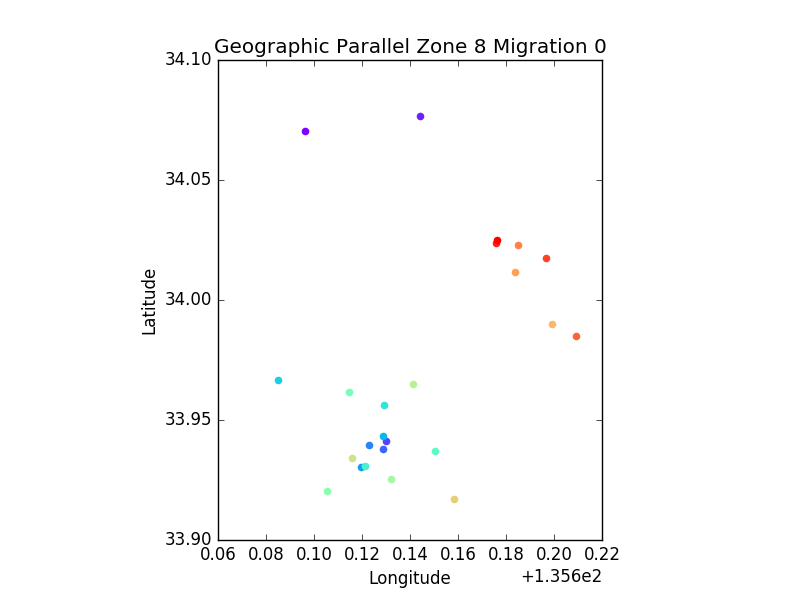 Geographic Parallel Zone 8 Migration 0
34.10
34.05
34.00
33.95
33.90
Latitude
0.06 0.08 0.10 0.12 0.14 0.16 0.18 0.20 0.22
Longitude
+1.356e2